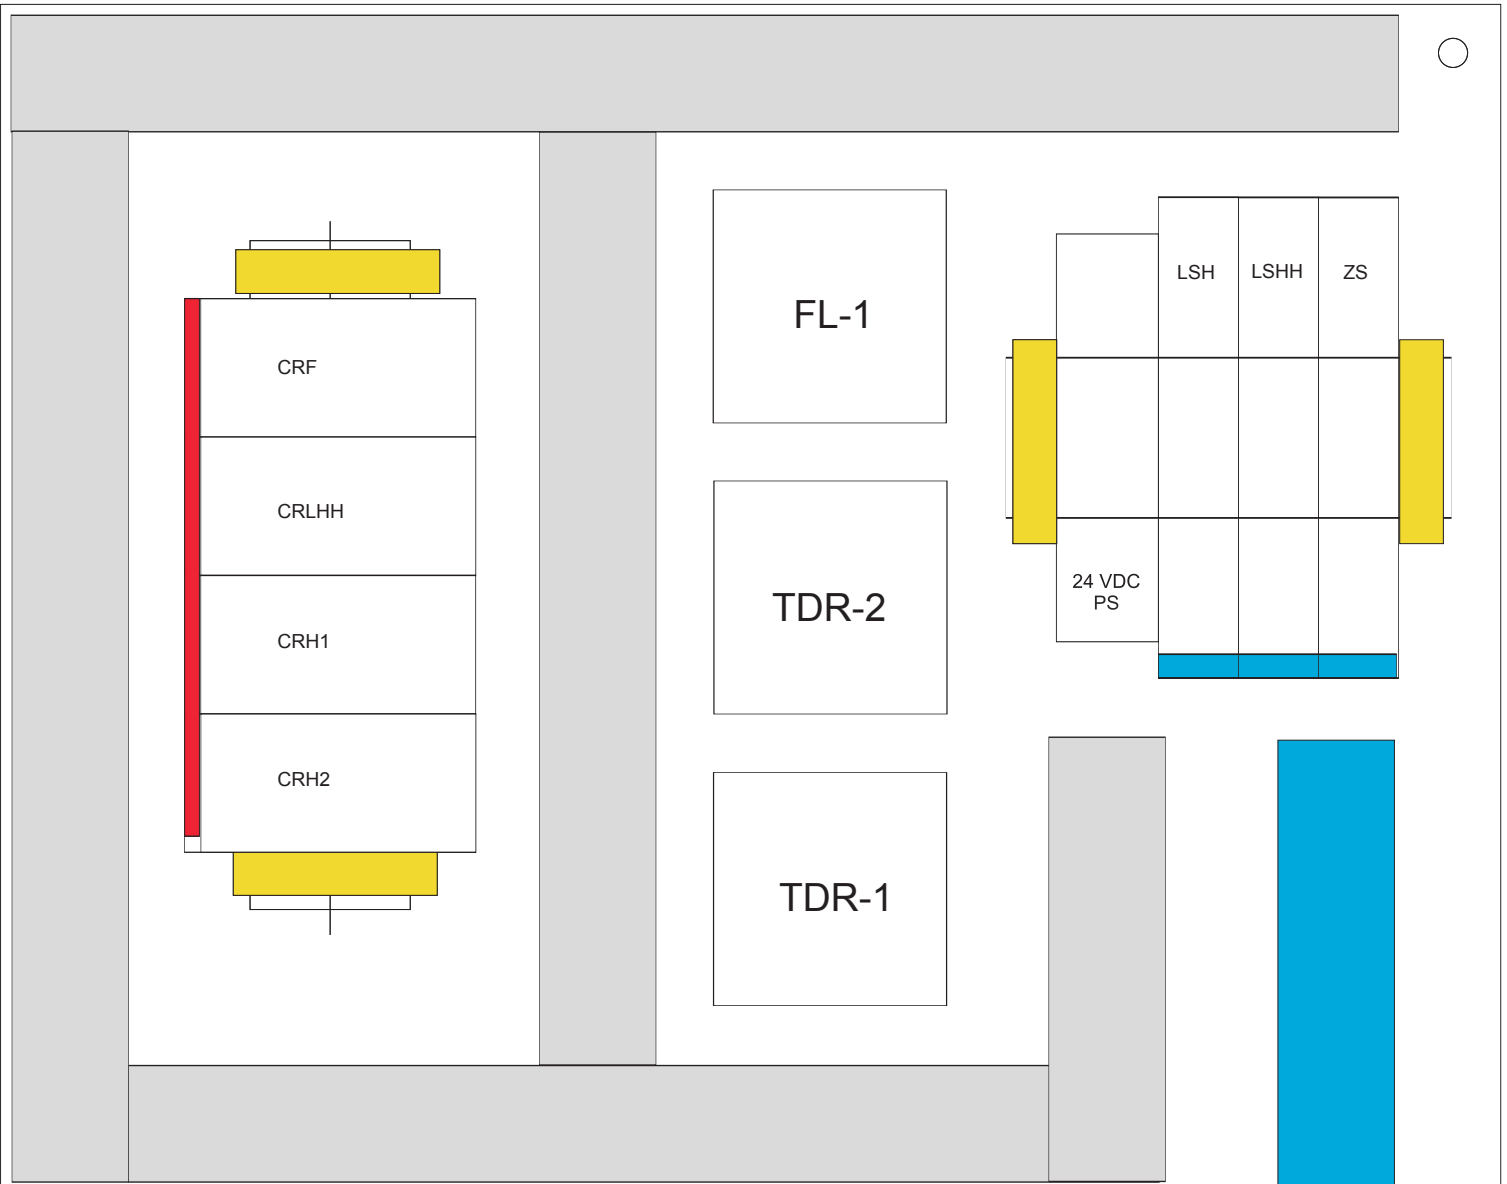 CRF
CRLHH
CRH1
CRH2
FL-1
TDR-2
TDR-1
LSH
LSHH
ZS
24 VDC
PS